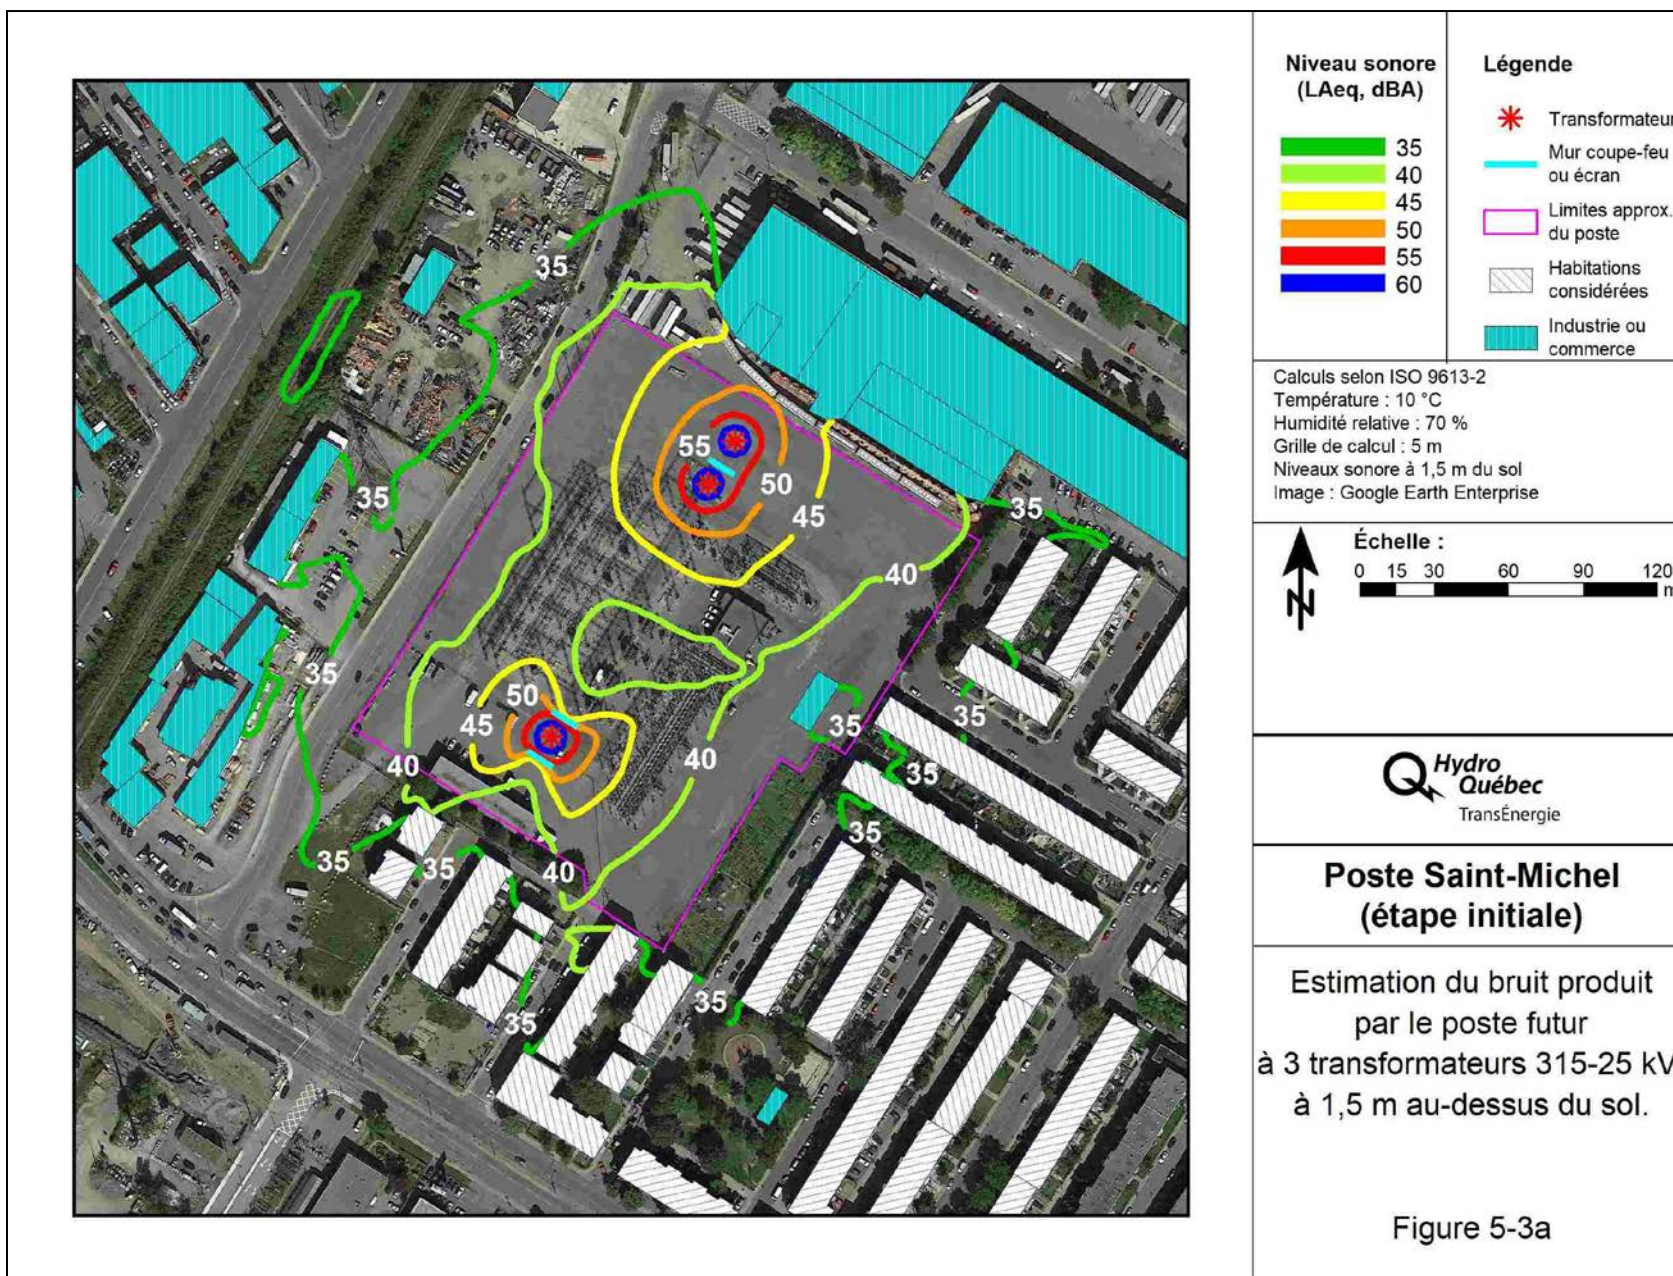 Niveau sonore
(LAeq, dBA)
35
40
45
50
55
60
Légende
Transformateur
Mur coupe-feu
ou écran
Limites approx.
du poste
Habitations
considérées
Industrie ou
commerce
Calculs selon ISO 9613-2
Température : 10 °C
Humidité relative : 70 %
Grille de calcul : 5 m
Niveaux sonore à 1,5 m du sol
Image : Google Earth Enterprise
N
Échelle :
0 15 30 60 90 120
m
Hydro
Québec
TransÉnergie
Poste Saint-Michel
(étape initiale)
Estimation du bruit produit
par le poste futur
à 3 transformateurs 315-25 kV
à 1,5 m au-dessus du sol.
Figure 5-3a
35
55
50
35
45
35
40
35
50
45
35
35
40
40
35
35
35
35
40
35
35